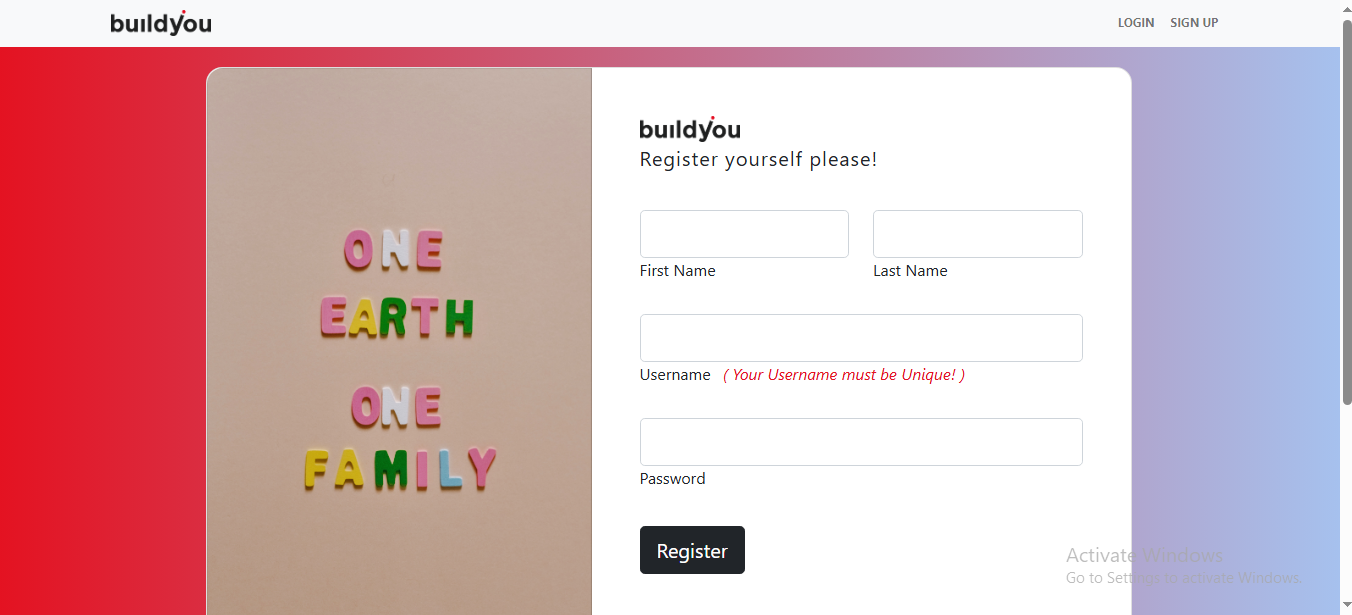 buildyou
LOGIN SIGN UP
ONE
EARTH
ONE
FAMILY
buildyou
Register yourself please!
First Name Last Name
Username ( Your Username must be Unique! )
Password
Register
Activate Windows
Go to Settings to activate Windows.